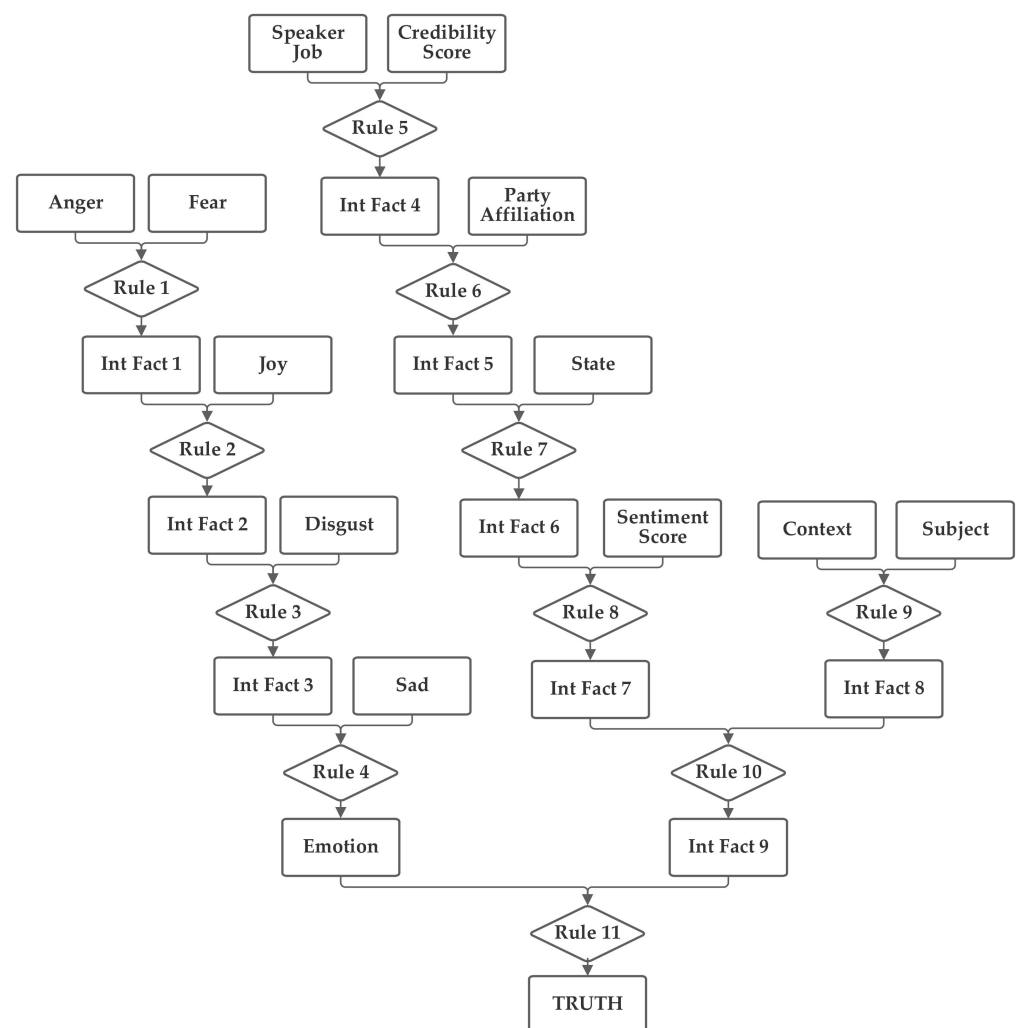 Speaker
Job
Credibility
Score
Rule 5
Anger
Fear
Int Fact 4
Party
Affiliation
Rule 1
Rule 6
Int Fact 1
Joy
Int Fact 5
State
Rule 2
Rule 7
Int Fact 2
Disgust
Int Fact 6
Sentiment
Score
Context
Subject
Rule 3
Rule 8
Rule 9
Int Fact 3
Sad
Int Fact 7
Int Fact 8
Rule 4
Rule 10
Emotion
Int Fact 9
Rule 11
TRUTH